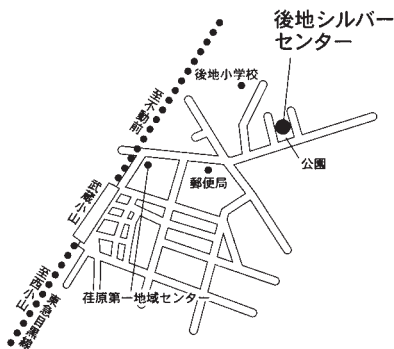 後地シルバー
センター
後地小学校
至不動前
公園
郵便局
武蔵小山
荏原第一地域センター
至西小山
東急目黒線